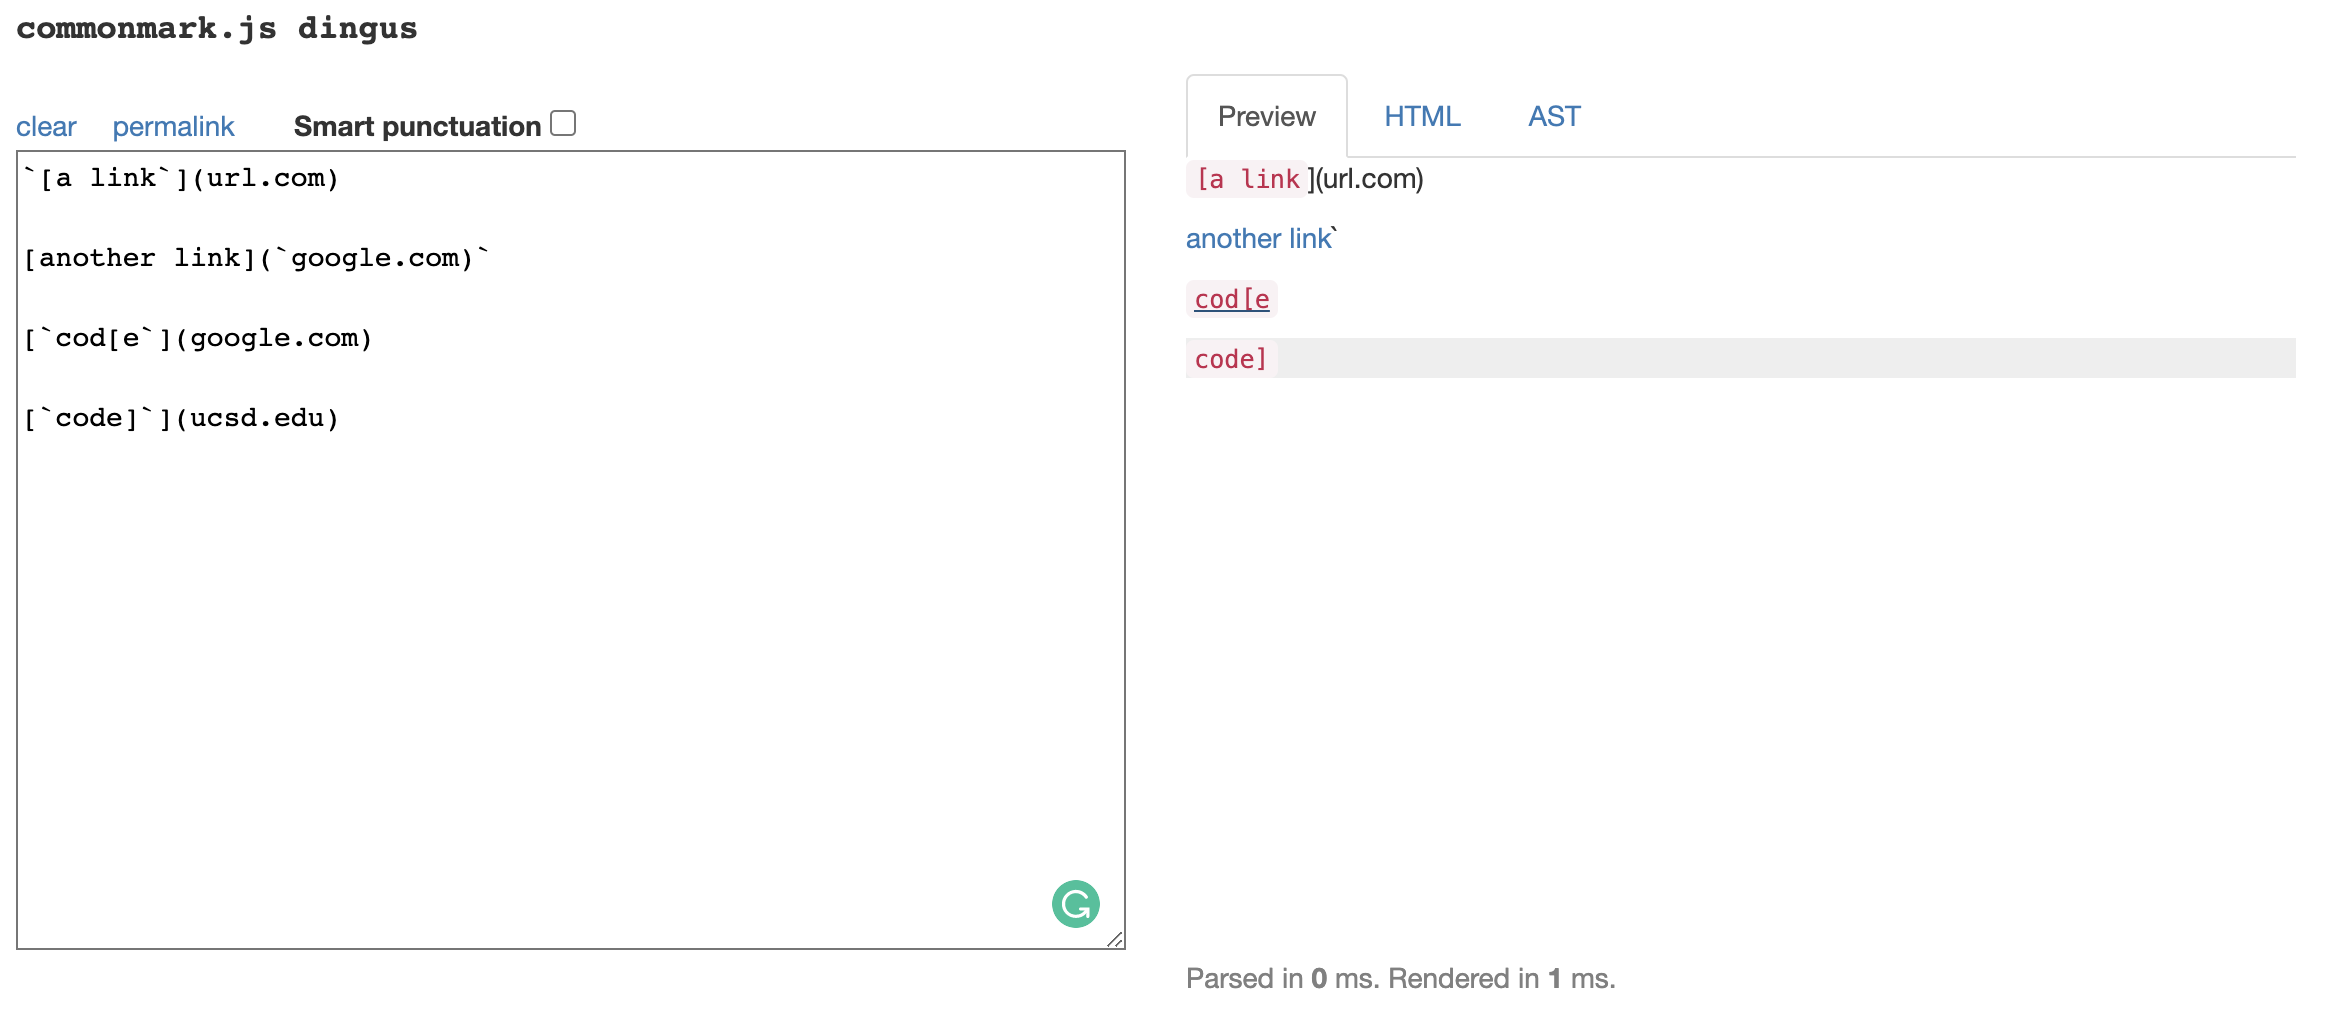 commonmark.js dingus
clear permalink Smart punctuation
Preview HTML AST
`[a link`](url.com)
[another link](`google.com)`
[`cod[e`](google.com)
[`code]`](ucsd.edu)
[a link](url.com)
another link`
cod[e
code]
Parsed in 0 ms. Rendered in 1 ms.